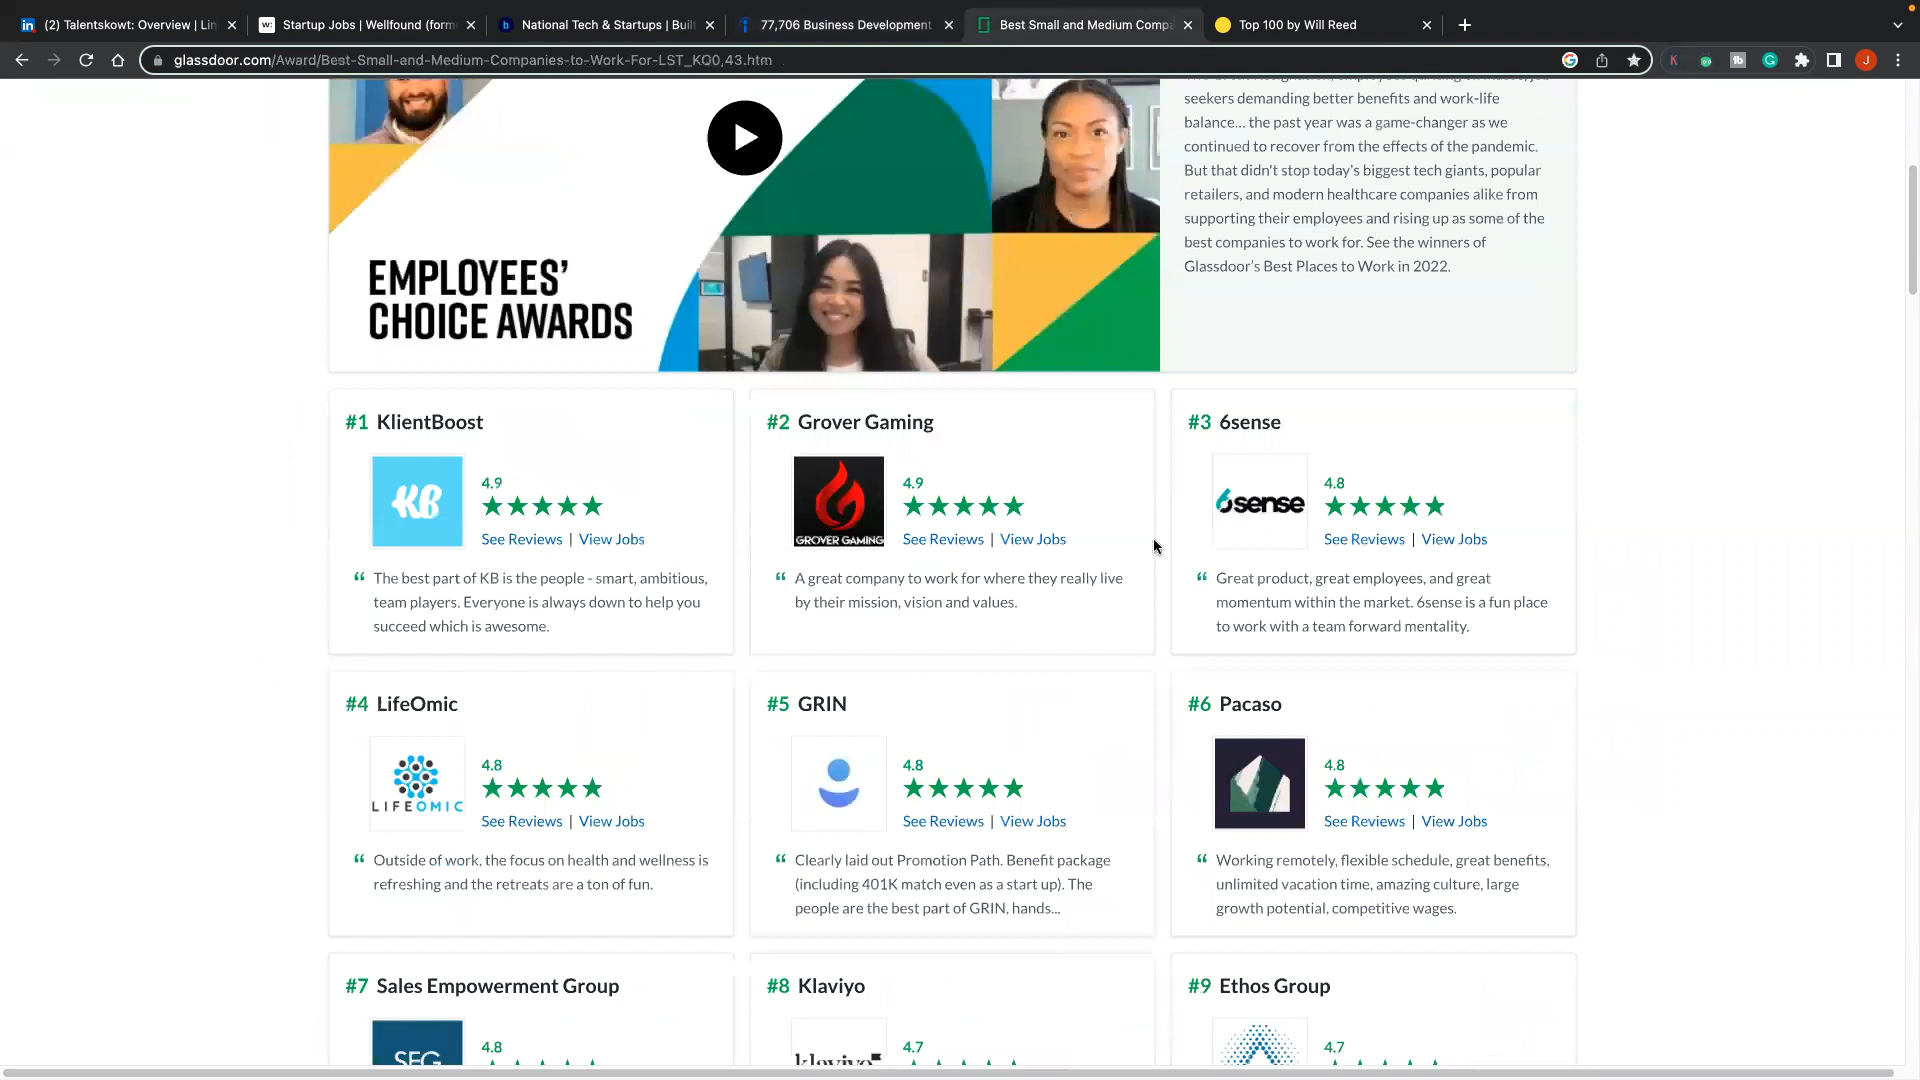 (2) Talentskowt: Overview | Lin
Startup Jobs | Wellfound (form
National Tech & Startups | Buil
77,706 Business Development
Best Small and Medium Compa
Top 100 by Will Reed
glassdoor.com/Award/Best-Small-and-Medium-Companies-to-Work-For-LST_KQ0,43.htm
J
seekers demanding better benefits and work-life
balance... the past year was a game-changer as we
continued to recover from the effects of the pandemic.
But that didn't stop today's biggest tech giants, popular
retailers, and modern healthcare companies alike from
supporting their employees and rising up as some of the
best companies to work for. See the winners of
Glassdoor's Best Places to Work in 2022.
EMPLOYEES'
CHOICE AWARDS
#1 KlientBoost
KB
4.9
See Reviews | View Jobs
“ The best part of KB is the people - smart, ambitious,
team players. Everyone is always down to help you
succeed which is awesome.
#2 Grover Gaming
GROVER GAMING
4.9
See Reviews | View Jobs
“ A great company to work for where they really live
by their mission, vision and values.
#3 6sense
6sense
4.8
See Reviews | View Jobs
“ Great product, great employees, and great
momentum within the market. 6sense is a fun place
to work with a team forward mentality.
#4 LifeOmic
LIFEOMIC
4.8
See Reviews | View Jobs
“ Outside of work, the focus on health and wellness is
refreshing and the retreats are a ton of fun.
#5 GRIN
4.8
See Reviews | View Jobs
“ Clearly laid out Promotion Path. Benefit package
(including 401K match even as a start up). The
people are the best part of GRIN, hands...
#6 Pacaso
4.8
See Reviews | View Jobs
“ Working remotely, flexible schedule, great benefits,
unlimited vacation time, amazing culture, large
growth potential, competitive wages.
#7 Sales Empowerment Group
SEG
4.8
#8 Klaviyo
klaviyo
4.7
#9 Ethos Group
4.7